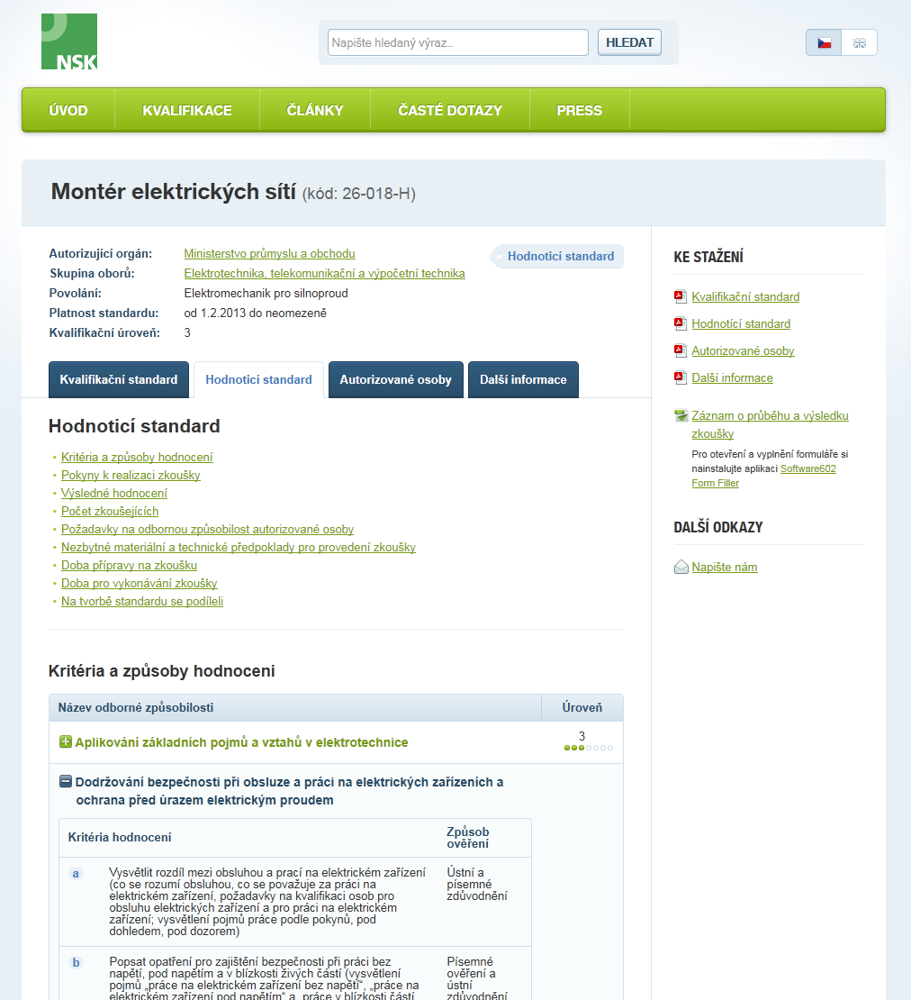 NSK
Napište hledaný výraz...
HLEDAT
ÚVOD
KVALIFIKACE
ČLÁNKY
ČASTÉ DOTAZY
PRESS
Montér elektrických sítí (kód: 26-018-H)
Autorizující orgán: Ministerstvo průmyslu a obchodu
Skupina oborů: Elektrotechnika, telekomunikační a výpočetní technika
Povolání: Elektromechanik pro silnoproud
Platnost standardu: od 1.2.2013 do neomezeně
Kvalifikační úroveň: 3
Hodnoticí standard
Kvalifikační standard
Hodnoticí standard
Autorizované osoby
Další informace
Hodnoticí standard
Kritéria a způsoby hodnocení
Pokyny k realizaci zkoušky
Výsledné hodnocení
Počet zkoušejících
Požadavky na odbornou způsobilost autorizované osoby
Nezbytné materiální a technické předpoklady pro provedení zkoušky
Doba přípravy na zkoušku
Doba pro vykonávání zkoušky
Na tvorbě standardu se podíleli
Kritéria a způsoby hodnoceni
Název odborné způsobilosti
Úroveň
Aplikování základních pojmů a vztahů v elektrotechnice
3
Dodržování bezpečnosti při obsluze a práci na elektrických zařízeních a
ochrana před úrazem elektrickým proudem
Kritéria hodnocení
Způsob
ověření
a
Vysvětlit rozdíl mezi obsluhou a prací na elektrickém zařízení
(co se rozumí obsluhou, co se považuje za práci na
elektrickém zařízení, požadavky na kvalifikaci osob pro
obsluhu elektrických zařízení a pro práci na elektrickém
zařízení; vysvětlení pojmů práce podle pokynů, pod
dohledem, pod dozorem)
Ústní a
písemné
zdůvodnění
b
Popsat opatření pro zajištění bezpečnosti při práci bez
napětí, pod napětím a v blízkosti živých částí (vysvětlení
pojmů „práce na elektrickém zařízení bez napětí“, „práce na
elektrickém zařízení pod napětím“ a „práce v blízkosti částí
Písemné
ověření a
ústní
zdůvodnění
KE STAŽENÍ
Kvalifikační standard
Hodnotící standard
Autorizované osoby
Další informace
Záznam o průběhu a výsledku
zkoušky
Pro otevření a vyplnění formuláře si
nainstalujte aplikaci Software602
Form Filler
DALŠÍ ODKAZY
Napište nám